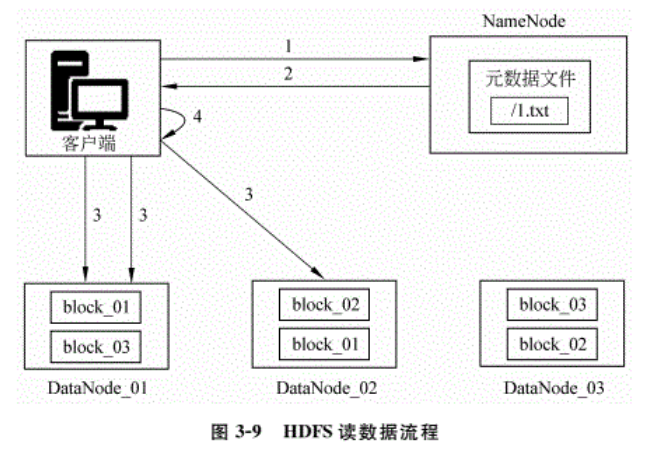 NameNode
1
2
元数据文件
/1.txt
4
客户端
3
3
3
block_01
block_03
DataNode_01
block_02
block_01
DataNode_02
block_03
block_02
DataNode_03
图 3-9 HDFS 读数据流程